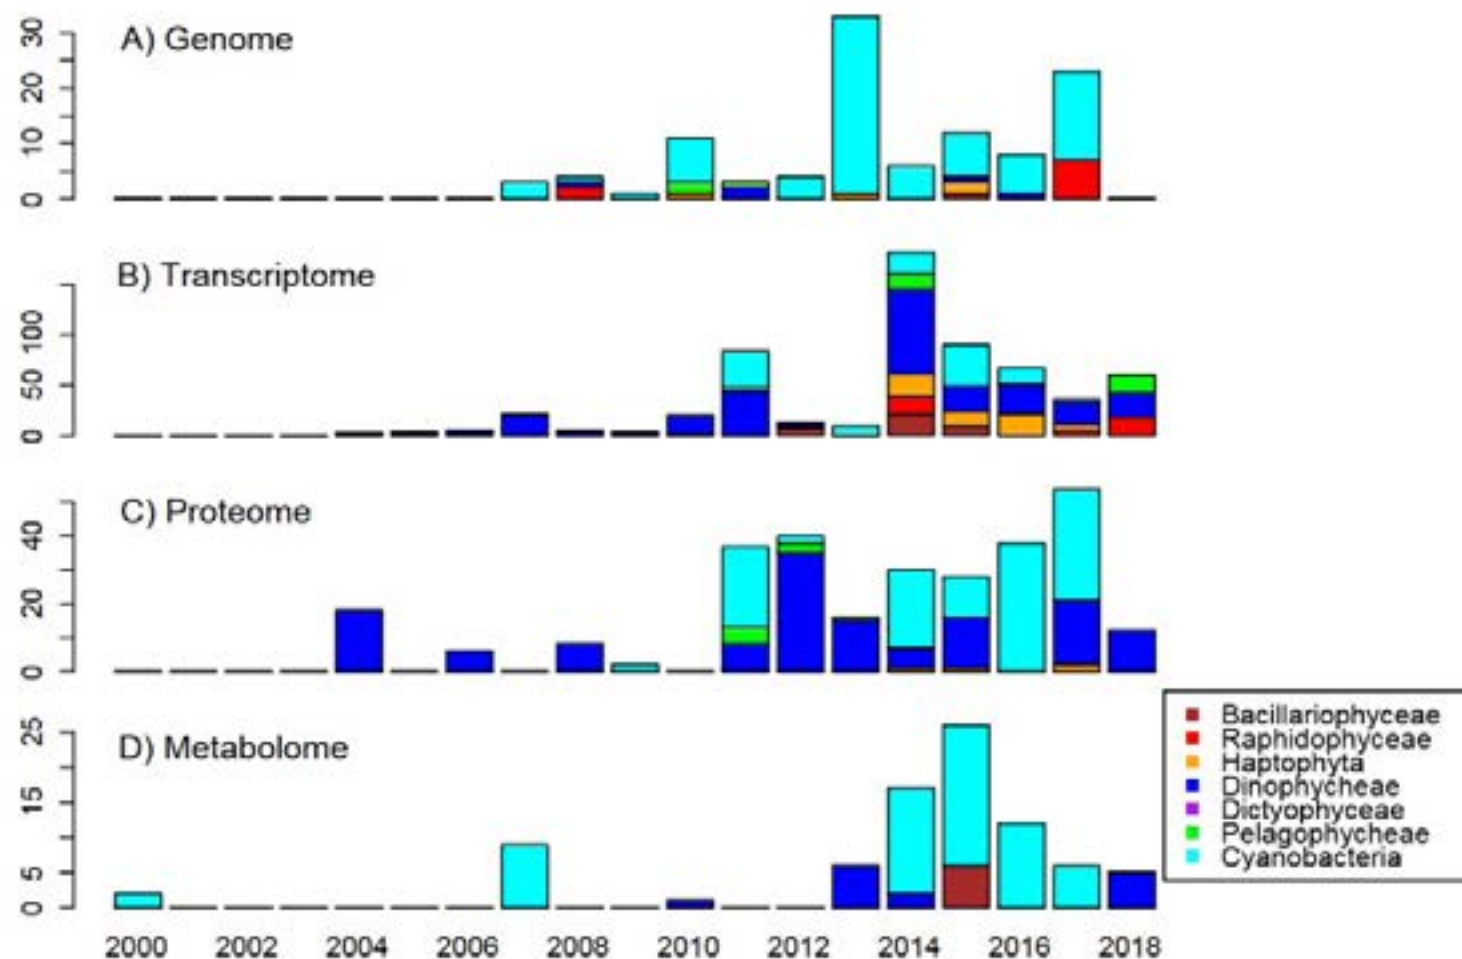 A) Genome
30
20
10
0
B) Transcriptome
100
50
0
C) Proteome
40
20
0
D) Metabolome
25
15
5
0
2000 2002 2004 2006 2008 2010 2012 2014 2016 2018
Bacillariophyceae
Raphidophyceae
Haptophyta
Dinophycheae
Dictyophyceae
Pelagophycheae
Cyanobacteria